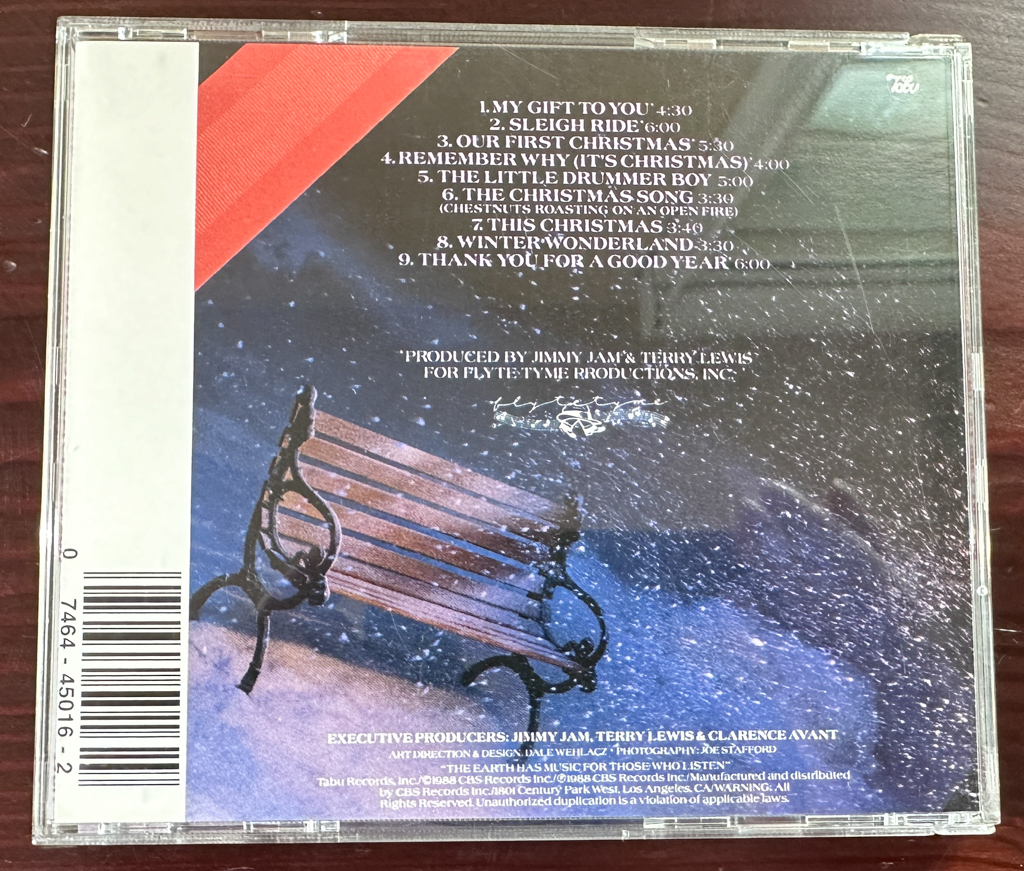 Tabu
1. MY GIFT TO YOU* 4:30
2. SLEIGH RIDE* 6:00
3. OUR FIRST CHRISTMAS* 5:30
4. REMEMBER WHY (IT'S CHRISTMAS)* 4:00
5. THE LITTLE DRUMMER BOY 5:00
6. THE CHRISTMAS SONG 3:30
(CHESTNUTS ROASTING ON AN OPEN FIRE)
7. THIS CHRISTMAS 3:40
8. WINTER WONDERLAND 3:30
9. THANK YOU FOR A GOOD YEAR* 6:00
*PRODUCED BY JIMMY JAM & TERRY LEWIS
FOR FLYTE TYME PRODUCTIONS, INC.
flyte tyme
EXECUTIVE PRODUCERS: JIMMY JAM, TERRY LEWIS & CLARENCE AVANT
ART DIRECTION & DESIGN: DALE WEHLACZ • PHOTOGRAPHY: JOE STAFFORD
"THE EARTH HAS MUSIC FOR THOSE WHO LISTEN"
Tabu Records, Inc./©1988 CBS Records Inc./℗1988 CBS Records Inc./Manufactured and distributed
by CBS Records Inc./1801 Century Park West, Los Angeles, CA/WARNING: All
Rights Reserved. Unauthorized duplication is a violation of applicable laws.
0 7464-45016-2